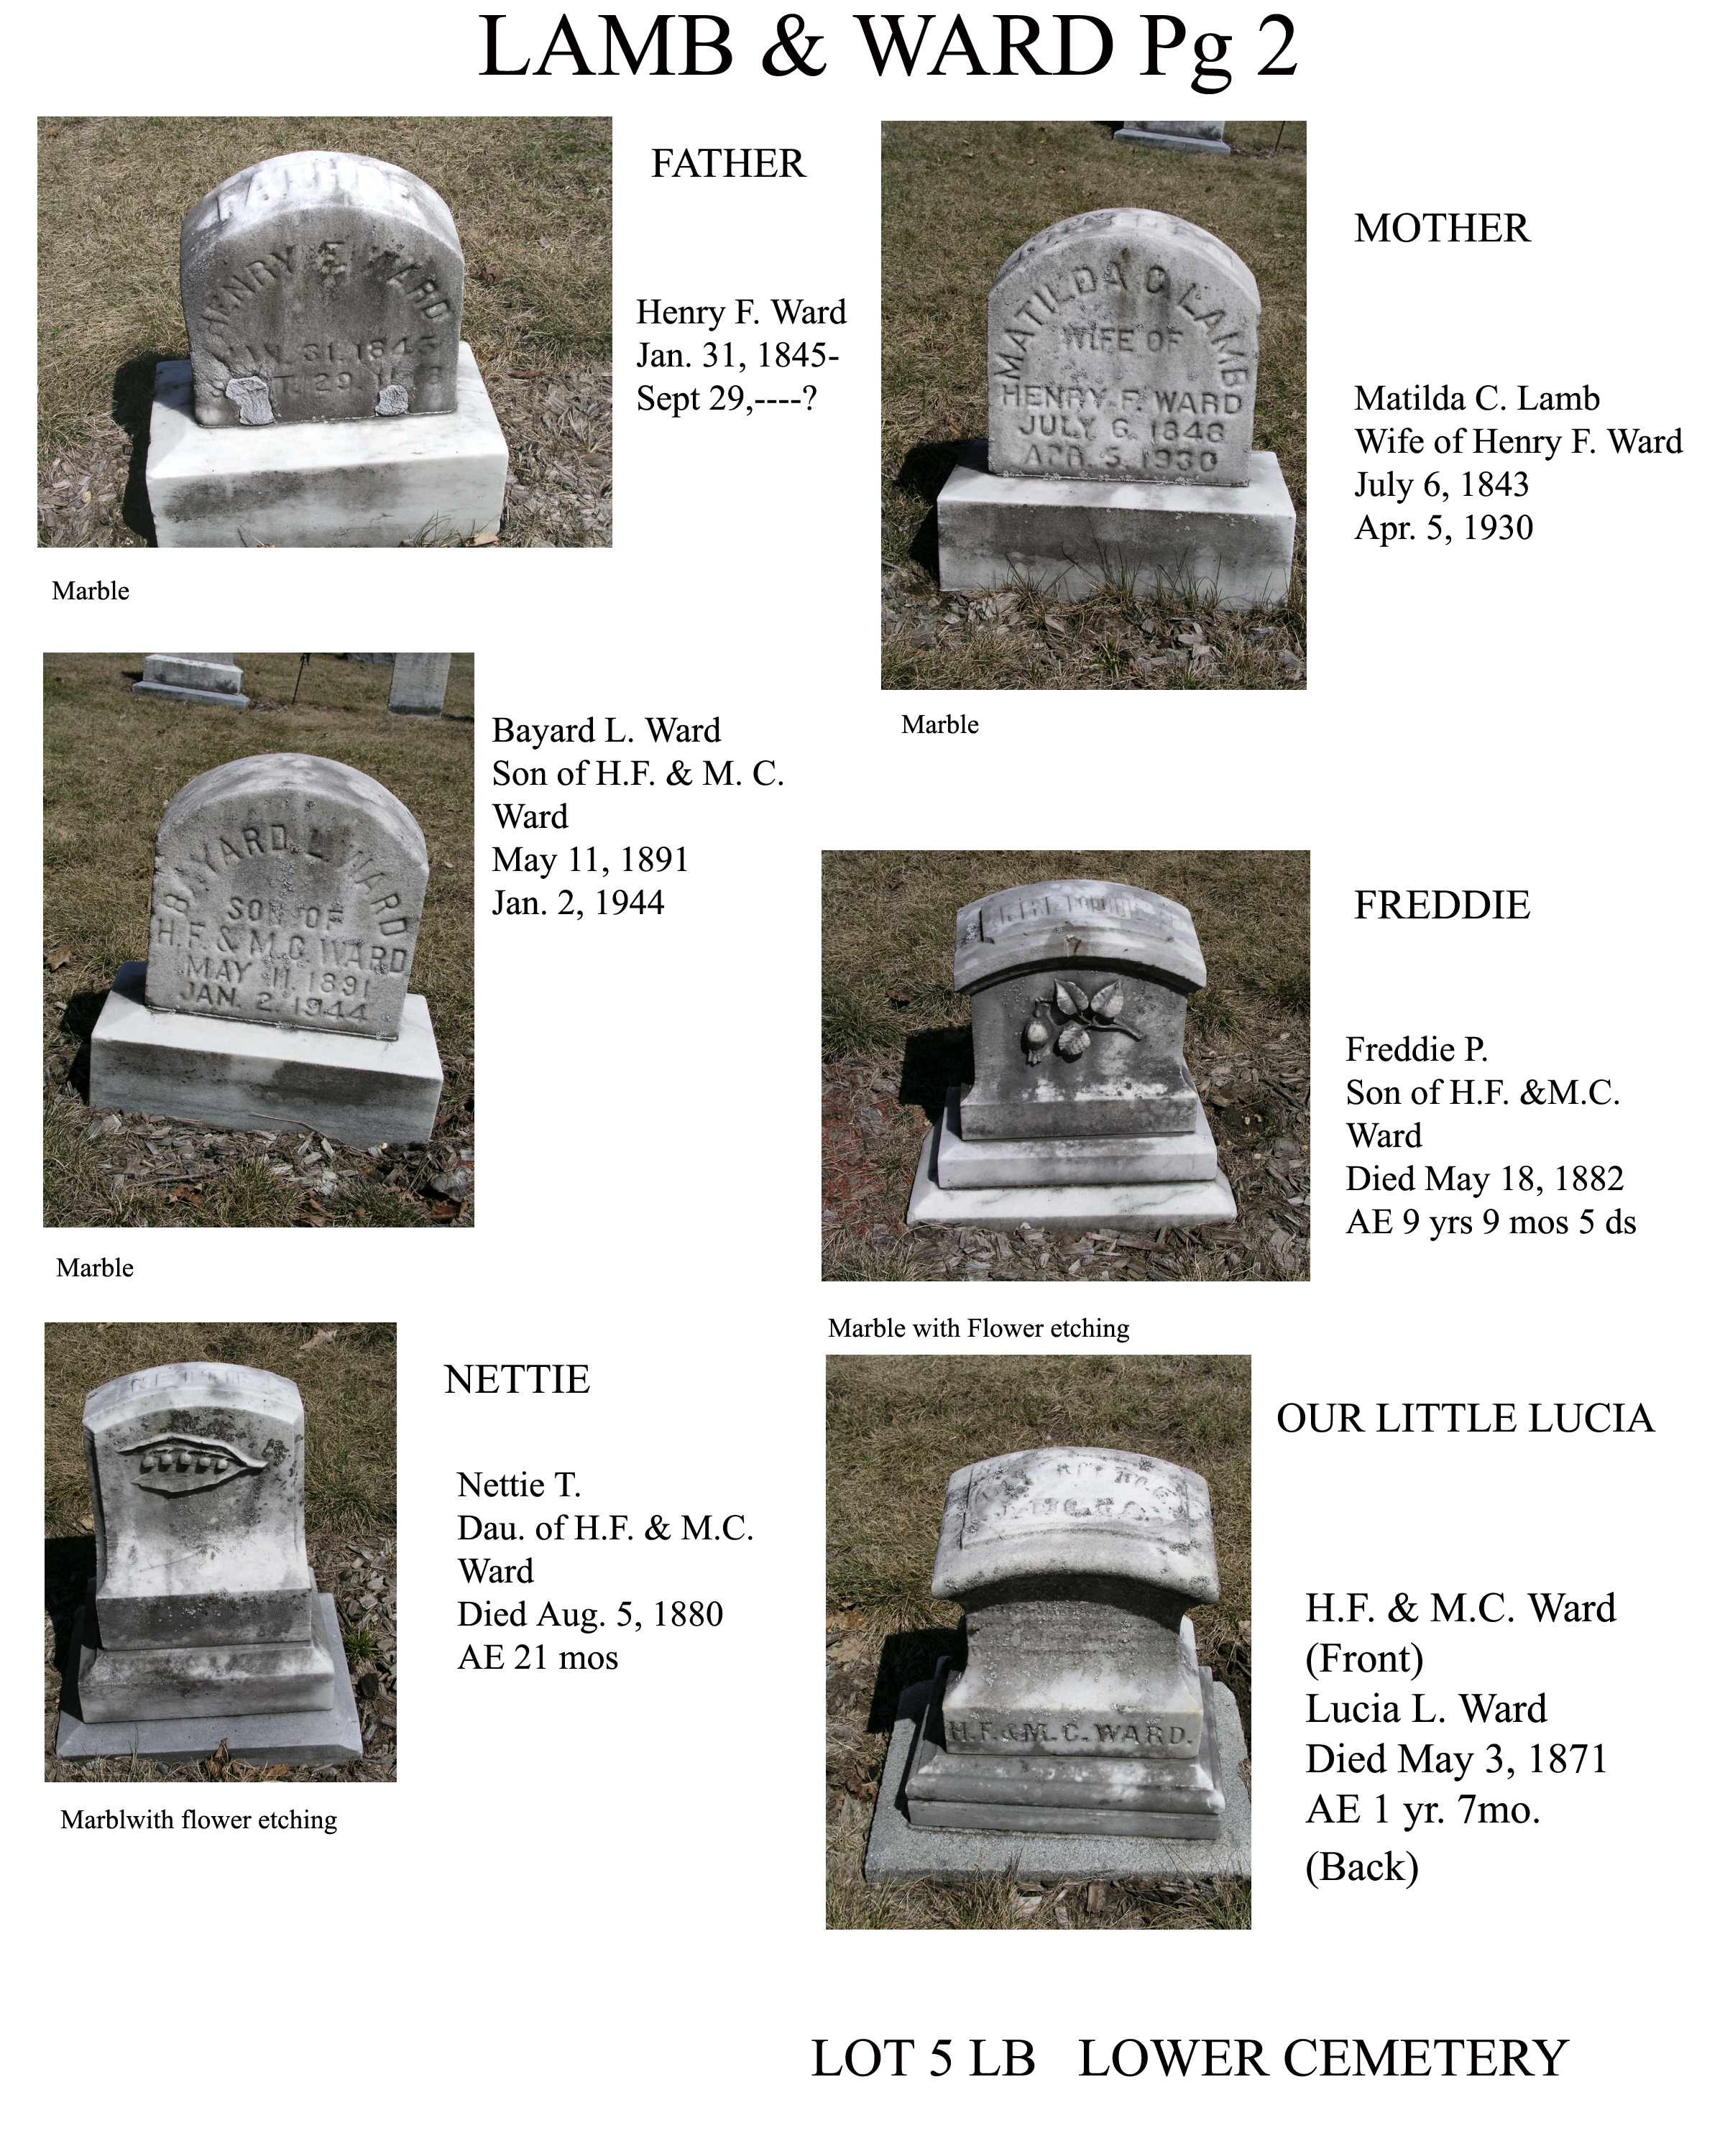 LAMB & WARD Pg 2
FATHER
HENRY F. WARD
JAN. 31, 1845
29,
Henry F. Ward
Jan. 31, 1845-
Sept 29,----?
Marble
MOTHER
MATILDA C. LAMB
WIFE OF
HENRY F. WARD
JULY 6, 1848
APR. 5, 1930
Matilda C. Lamb
Wife of Henry F. Ward
July 6, 1843
Apr. 5, 1930
Marble
BAYARD L. WARD
SON OF
H.F. & M.C. WARD
MAY 11, 1891
JAN. 2, 1944
Bayard L. Ward
Son of H.F. & M. C.
Ward
May 11, 1891
Jan. 2, 1944
Marble
FREDDIE
Freddie P.
Son of H.F. &M.C.
Ward
Died May 18, 1882
AE 9 yrs 9 mos 5 ds
Marble with Flower etching
NETTIE
NETTIE
Nettie T.
Dau. of H.F. & M.C.
Ward
Died Aug. 5, 1880
AE 21 mos
Marblwith flower etching
H.F. & M.C. WARD.
OUR LITTLE LUCIA
H.F. & M.C. Ward
(Front)
Lucia L. Ward
Died May 3, 1871
AE 1 yr. 7mo.
(Back)
LOT 5 LB LOWER CEMETERY